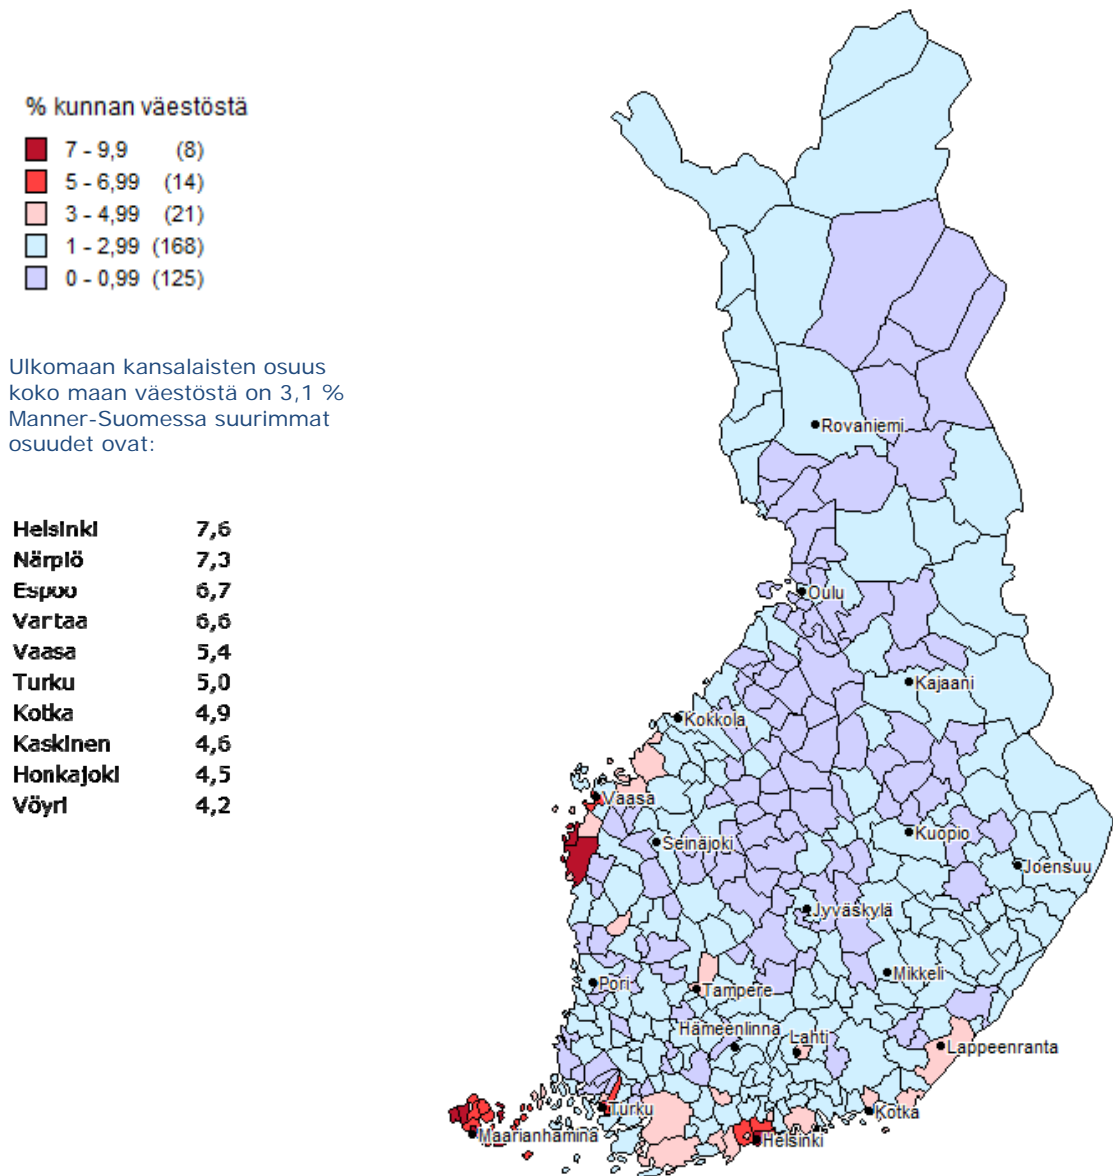 % kunnan väestöstä
7 - 9,9 (8)
5 - 6,99 (14)
3 - 4,99 (21)
1 - 2,99 (168)
0 - 0,99 (125)
Ulkomaan kansalaisten osuus
koko maan väestöstä on 3,1 %
Manner-Suomessa suurimmat
osuudet ovat:
Helsinki 7,6
Närpiö 7,3
Espoo 6,7
Vartaa 6,6
Vaasa 5,4
Turku 5,0
Kotka 4,9
Kaskinen 4,6
Honkajoki 4,5
Vöyri 4,2
Rovaniemi
Oulu
Kajaani
Kokkola
Vaasa
Kuopio
Seinäjoki
Joensuu
Jyväskylä
Mikkeli
Pori
Tampere
Hämeenlinna
Lahti
Lappeenranta
Turku
Kotka
Maarianhamina
Helsinki